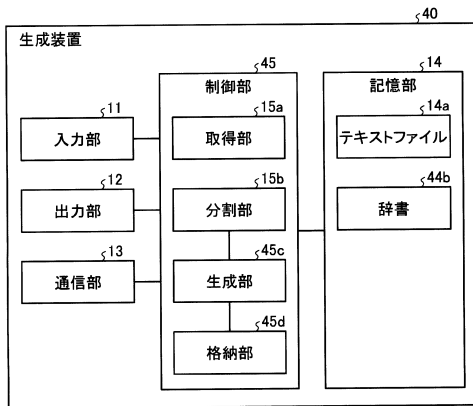 40
生成装置
45
制御部
14
記憶部
11
入力部
15a
取得部
14a
テキストファイル
12
出力部
15b
分割部
44b
辞書
13
通信部
45c
生成部
45d
格納部